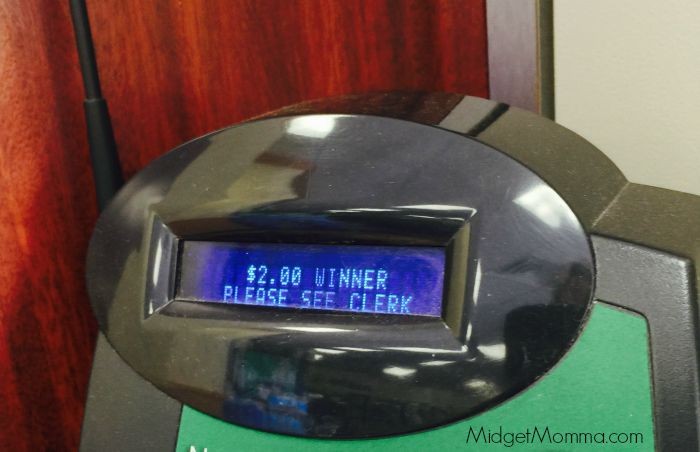 $2.00 WINNER
PLEASE SEE CLERK
MidgetMomma.com